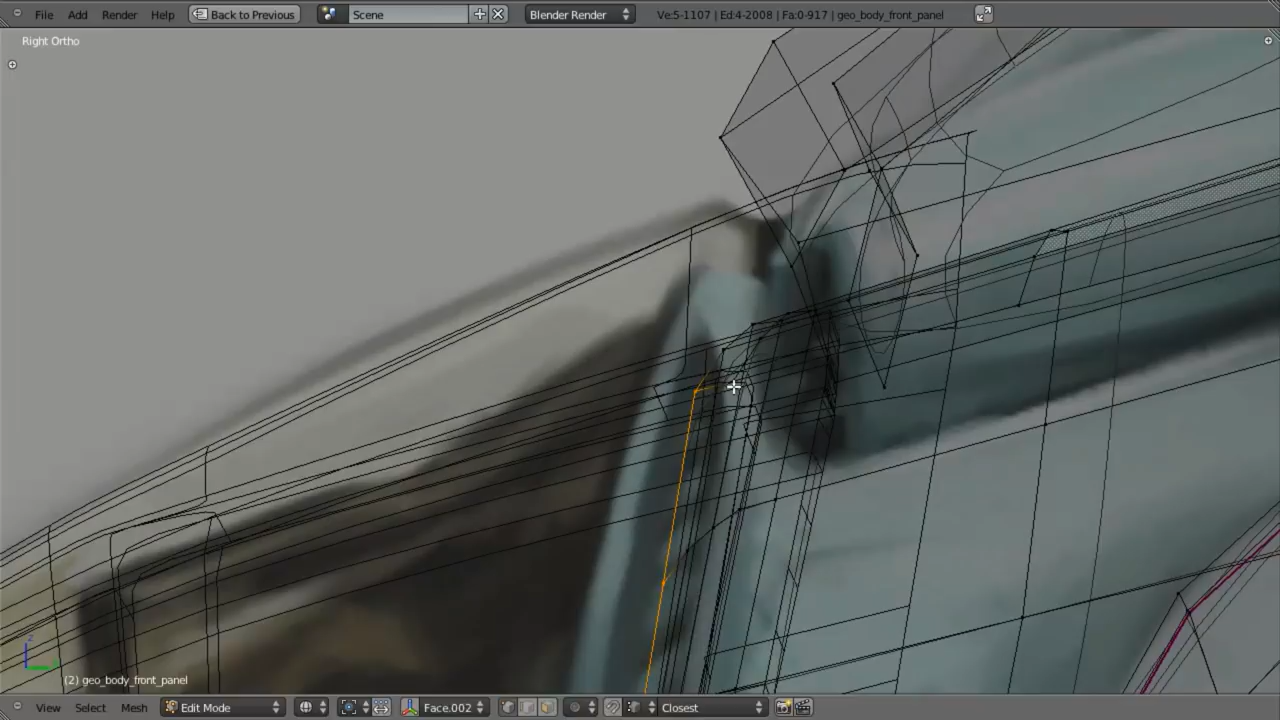 File Add Render Help Back to Previous Scene Blender Render Ve:5-1107 | Ed:4-2008 | Fa:0-917 | geo_body_front_panel
Right Ortho
z
(2) geo_body_front_panel
View Select Mesh Edit Mode Face.002 Closest